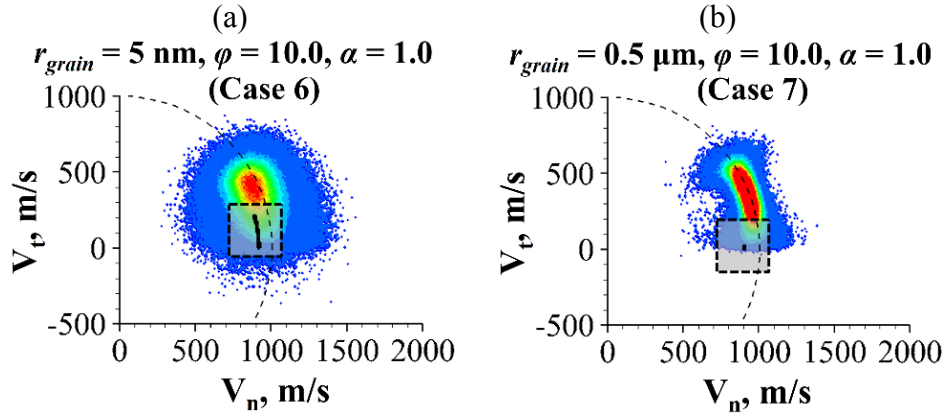 (a)
r_grain = 5 nm, φ = 10.0, α = 1.0
(Case 6)
1000
500
0
-500
V_t, m/s
0 500 1000 1500 2000
V_n, m/s
(b)
r_grain = 0.5 μm, φ = 10.0, α = 1.0
(Case 7)
1000
500
0
-500
V_t, m/s
0 500 1000 1500 2000
V_n, m/s